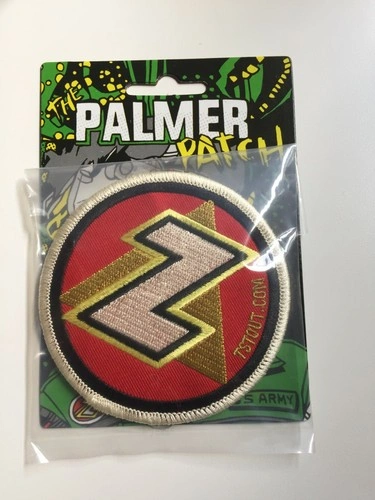 THE
PALMER
PATCH
Z
7STOUT.COM
S ARMY